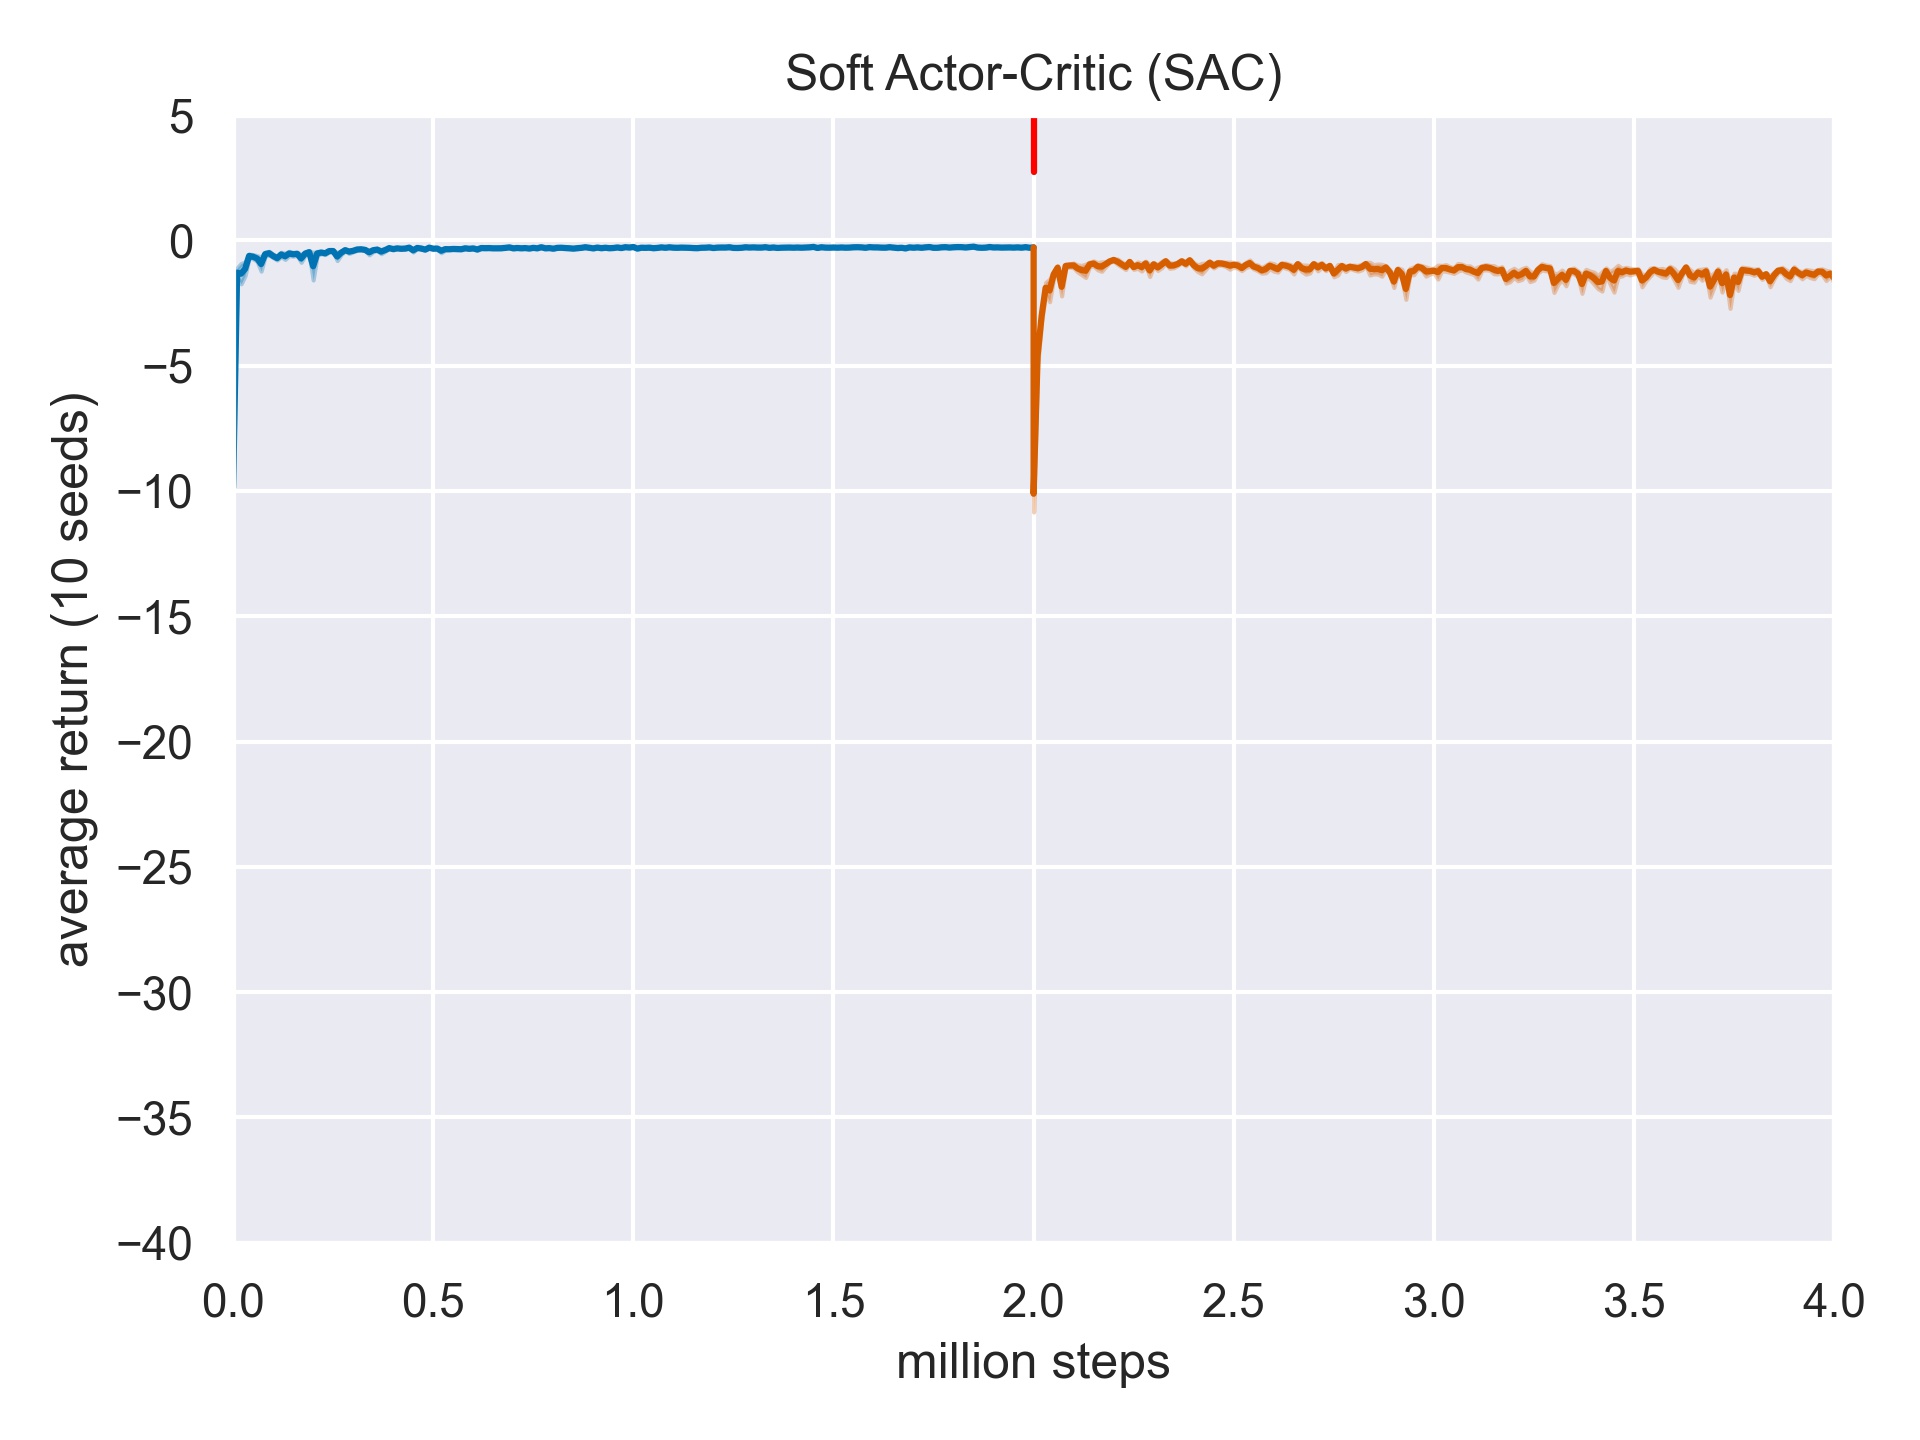 Soft Actor-Critic (SAC)
5
0
−5
−10
−15
−20
−25
−30
−35
−40
average return (10 seeds)
0.0 0.5 1.0 1.5 2.0 2.5 3.0 3.5 4.0
million steps